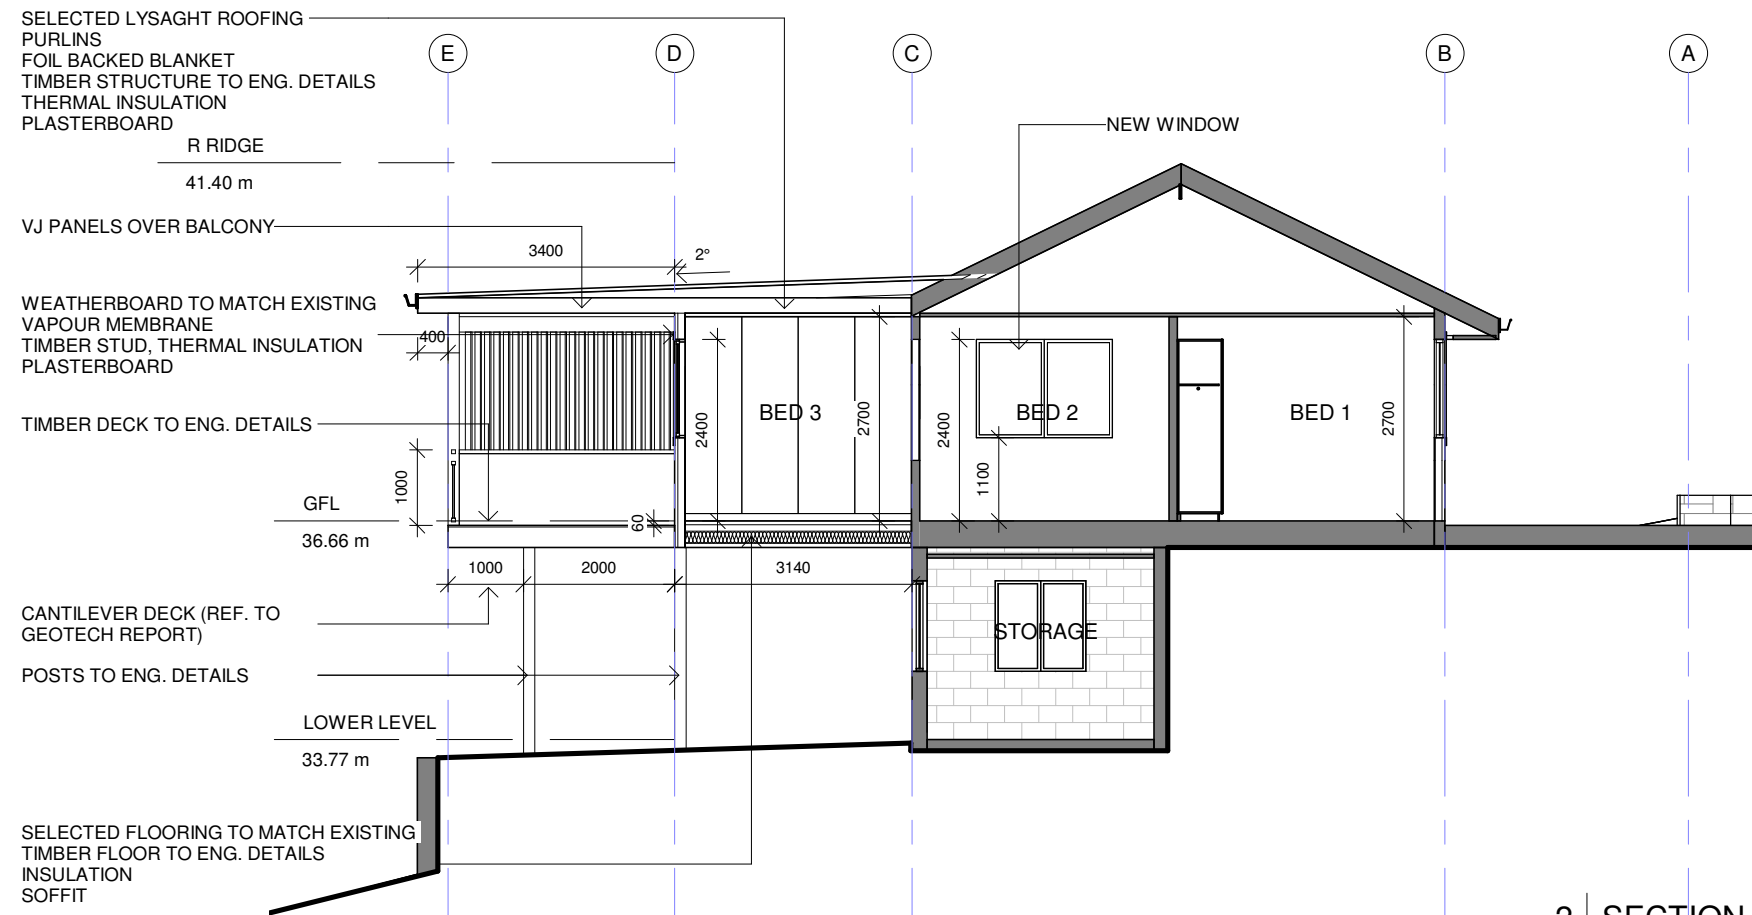 SELECTED LYSAGHT ROOFING
PURLINS
FOIL BACKED BLANKET
TIMBER STRUCTURE TO ENG. DETAILS
THERMAL INSULATION
PLASTERBOARD
E
D
C
B
A
R RIDGE
41.40 m
NEW WINDOW
VJ PANELS OVER BALCONY
3400
2°
WEATHERBOARD TO MATCH EXISTING
VAPOUR MEMBRANE
TIMBER STUD, THERMAL INSULATION
PLASTERBOARD
400
TIMBER DECK TO ENG. DETAILS
1000
2400
BED 3
2700
2400
BED 2
1100
BED 1
2700
GFL
36.66 m
60
1000
2000
3140
CANTILEVER DECK (REF. TO
GEOTECH REPORT)
STORAGE
POSTS TO ENG. DETAILS
LOWER LEVEL
33.77 m
SELECTED FLOORING TO MATCH EXISTING
TIMBER FLOOR TO ENG. DETAILS
INSULATION
SOFFIT
2 SECTION